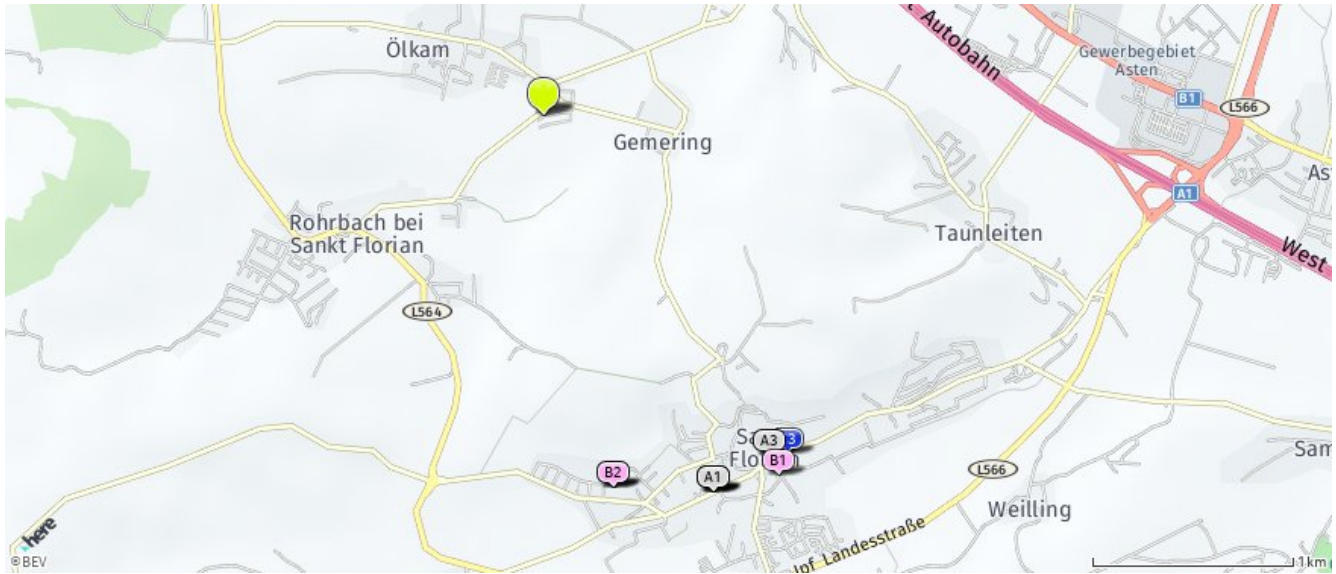 Autobahn
Ölkam
Gewerbegebiet
Asten
B1
L566
Gemering
A1
Rohrbach bei
Sankt Florian
Taunleiten
West
L564
A3
3
B1
B2
A1
L566
Weilling
Landesstraße
here
©BEV
1km